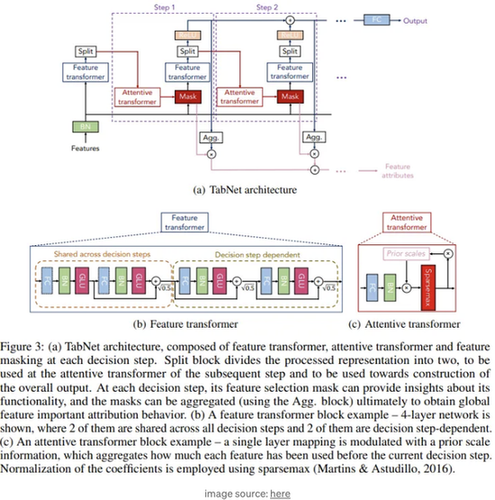 Step 1
Step 2
FC
Output
ReLU
ReLU
Split
Split
Split
Feature
transformer
Feature
transformer
Feature
transformer
Attentive
transformer
Mask
Attentive
transformer
Mask
BN
Features
Agg.
Agg.
Feature
attributes
(a) TabNet architecture
Feature
transformer
Attentive
transformer
Shared across decision steps
Decision step dependent
Prior scales
FC
BN
GLU
FC
BN
GLU
√0.5
FC
BN
GLU
√0.5
FC
BN
GLU
√0.5
FC
BN
Sparsemax
(b) Feature transformer
(c) Attentive transformer
Figure 3: (a) TabNet architecture, composed of feature transformer, attentive transformer and feature
masking at each decision step. Split block divides the processed representation into two, to be
used at the attentive transformer of the subsequent step and to be used towards construction of
the overall output. At each decision step, its feature selection mask can provide insights about its
functionality, and the masks can be aggregated (using the Agg. block) ultimately to obtain global
feature important attribution behavior. (b) A feature transformer block example – 4-layer network is
shown, where 2 of them are shared across all decision steps and 2 of them are decision step-dependent.
(c) An attentive transformer block example – a single layer mapping is modulated with a prior scale
information, which aggregates how much each feature has been used before the current decision step.
Normalization of the coefficients is employed using sparsemax (Martins & Astudillo, 2016).
image source: here